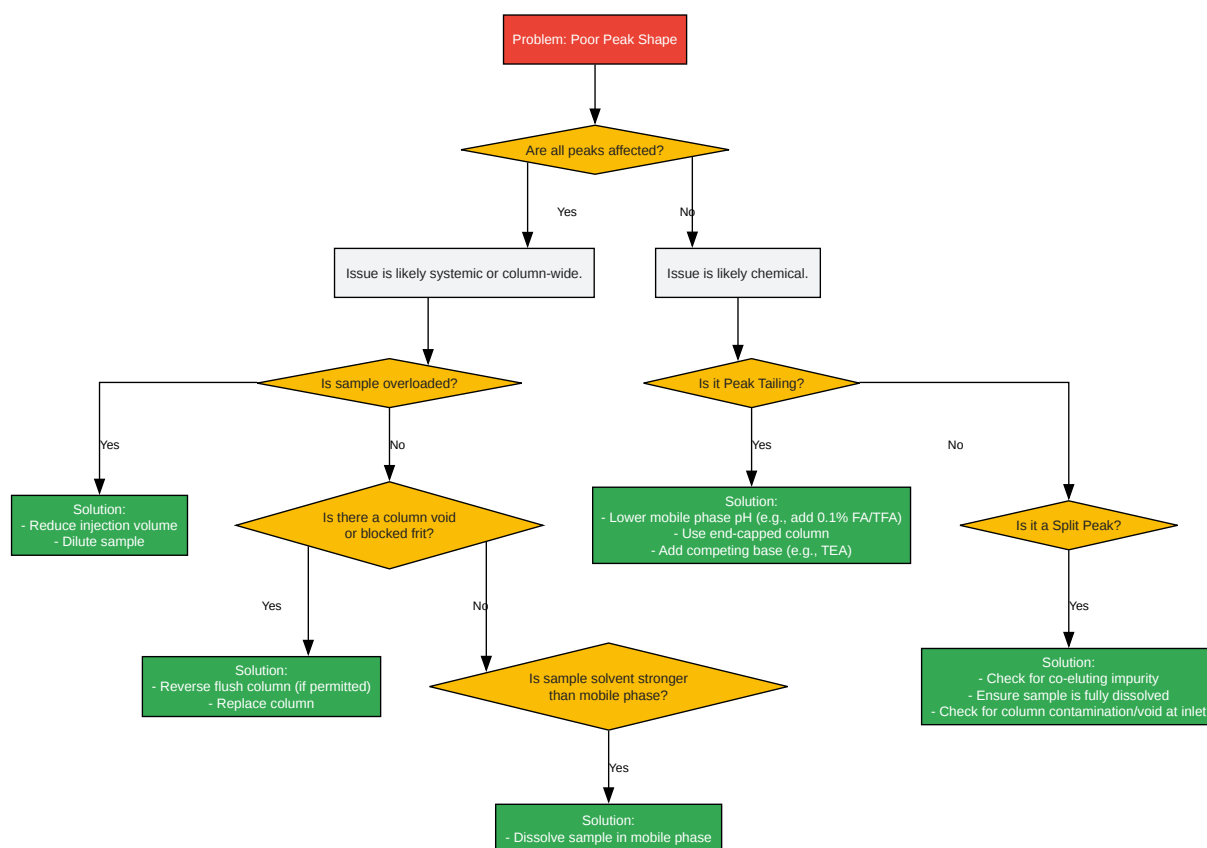 Problem: Poor Peak Shape
Are all peaks affected?
Yes
No
Issue is likely systemic or column-wide.
Issue is likely chemical.
Is sample overloaded?
Is it Peak Tailing?
Yes
No
Yes
No
Solution:
- Reduce injection volume
- Dilute sample
Is there a column void
or blocked frit?
Solution:
- Lower mobile phase pH (e.g., add 0.1% FA/TFA)
- Use end-capped column
- Add competing base (e.g., TEA)
Is it a Split Peak?
Yes
No
Yes
Solution:
- Reverse flush column (if permitted)
- Replace column
Is sample solvent stronger
than mobile phase?
Solution:
- Check for co-eluting impurity
- Ensure sample is fully dissolved
- Check for column contamination/void at inlet
Yes
Solution:
- Dissolve sample in mobile phase